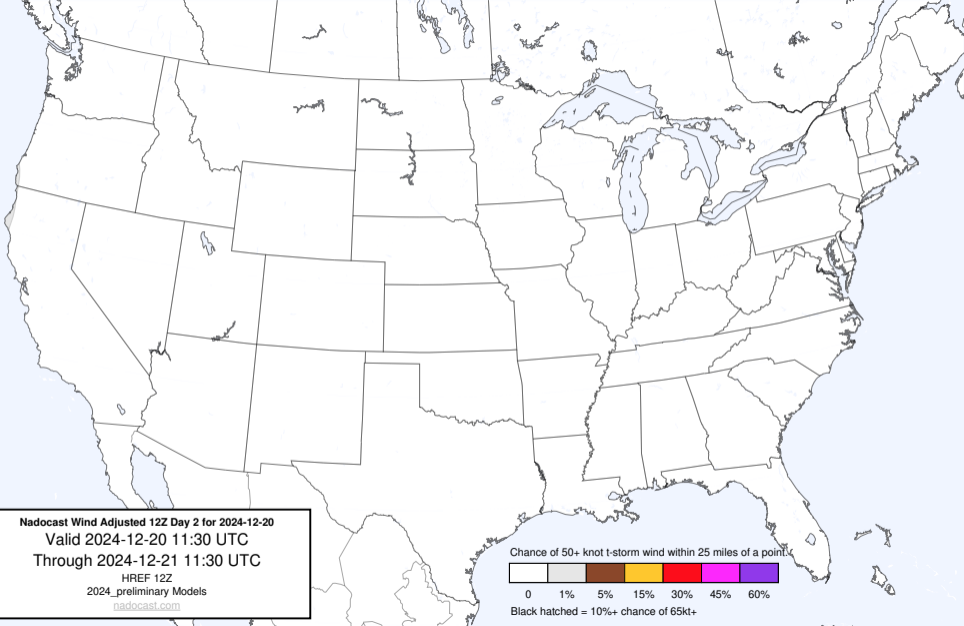 Nadocast Wind Adjusted 12Z Day 2 for 2024-12-20
Valid 2024-12-20 11:30 UTC
Through 2024-12-21 11:30 UTC
HREF 12Z
2024_preliminary Models
nadocast.com
Chance of 50+ knot t-storm wind within 25 miles of a point.
0 1% 5% 15% 30% 45% 60%
Black hatched = 10%+ chance of 65kt+